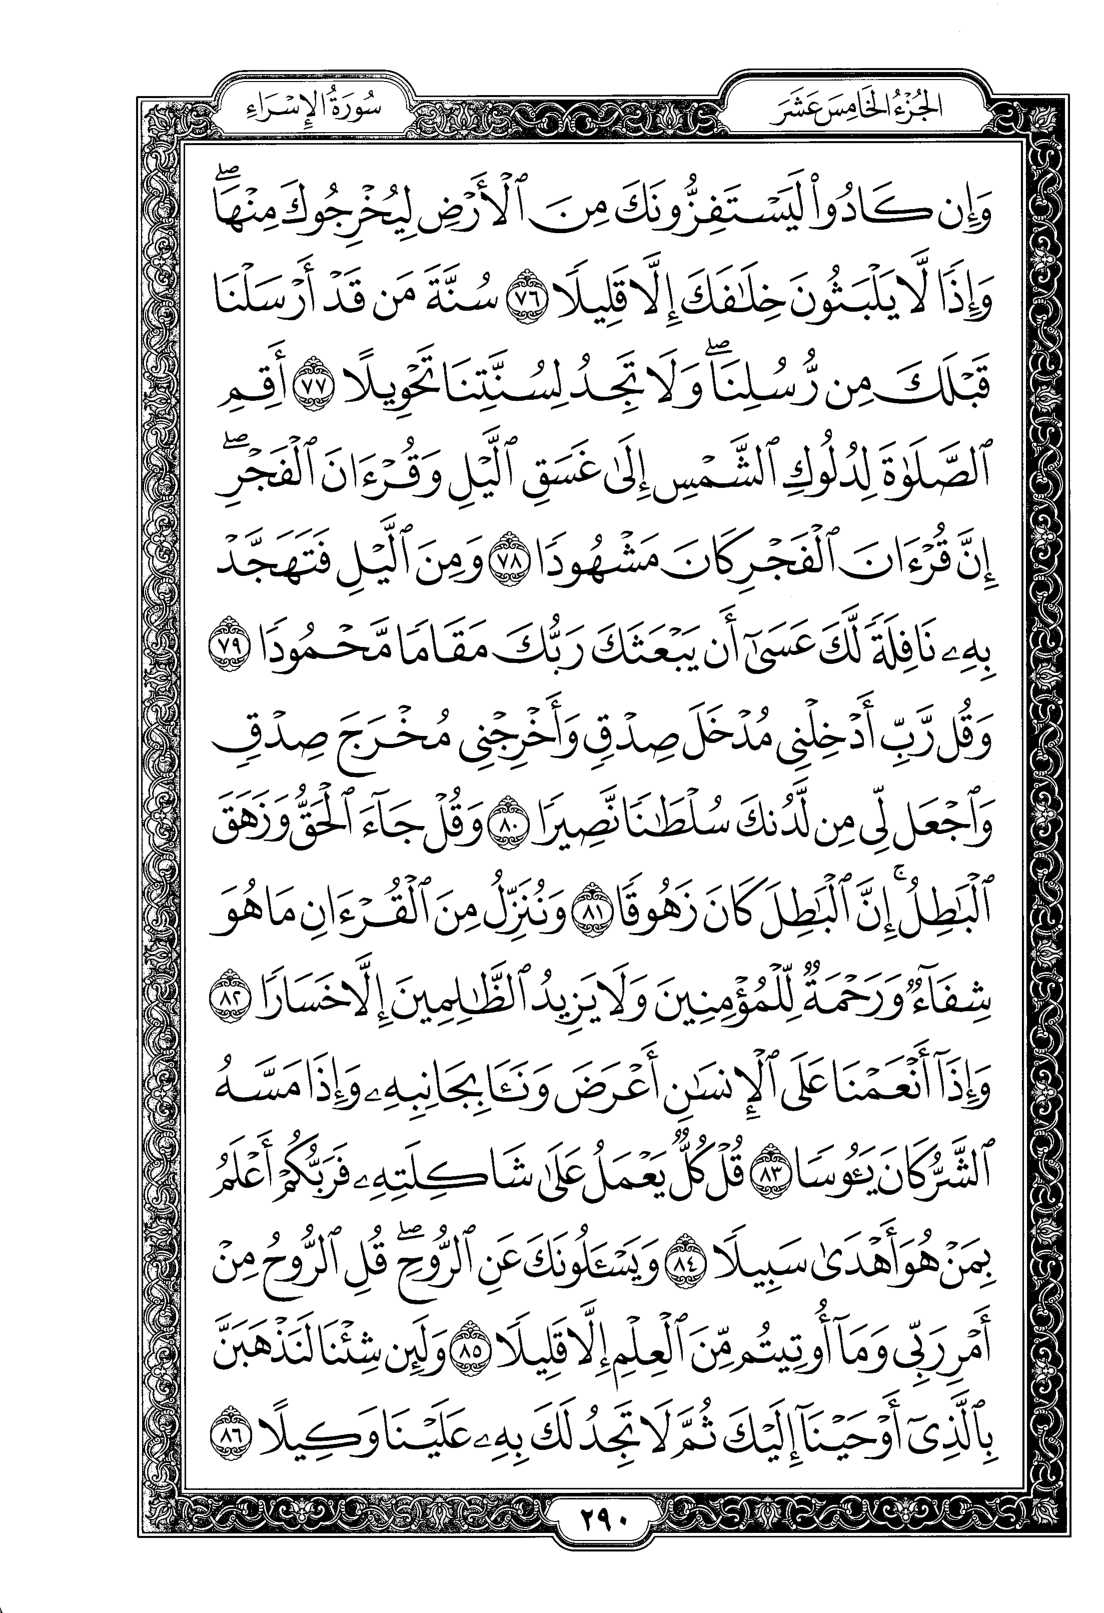 الجُزْءُ الخَامِسَ عَشَرَ
سُورَةُ الإِسْرَاءِ
وَإِن كَادُوا۟ لَيَسْتَفِزُّونَكَ مِنَ ٱلْأَرْضِ لِيُخْرِجُوكَ مِنْهَا ۖ
وَإِذًا لَّا يَلْبَثُونَ خِلَـٰفَكَ إِلَّا قَلِيلًا ٧٦ سُنَّةَ مَن قَدْ أَرْسَلْنَا
قَبْلَكَ مِن رُّسُلِنَا ۖ وَلَا تَجِدُ لِسُنَّتِنَا تَحْوِيلًا ٧٧ أَقِمِ
ٱلصَّلَوٰةَ لِدُلُوكِ ٱلشَّمْسِ إِلَىٰ غَسَقِ ٱلَّيْلِ وَقُرْءَانَ ٱلْفَجْرِ ۖ
إِنَّ قُرْءَانَ ٱلْفَجْرِ كَانَ مَشْهُودًا ٧٨ وَمِنَ ٱلَّيْلِ فَتَهَجَّدْ
بِهِۦ نَافِلَةً لَّكَ عَسَىٰٓ أَن يَبْعَثَكَ رَبُّكَ مَقَامًا مَّحْمُودًا ٧٩
وَقُل رَّبِّ أَدْخِلْنِى مُدْخَلَ صِدْقٍ وَأَخْرِجْنِى مُخْرَجَ صِدْقٍ
وَٱجْعَل لِّى مِن لَّدُنكَ سُلْطَـٰنًا نَّصِيرًا ٨٠ وَقُلْ جَآءَ ٱلْحَقُّ وَزَهَقَ
ٱلْبَـٰطِلُ ۚ إِنَّ ٱلْبَـٰطِلَ كَانَ زَهُوقًا ٨١ وَنُنَزِّلُ مِنَ ٱلْقُرْءَانِ مَا هُوَ
شِفَآءٌ وَرَحْمَةٌ لِّلْمُؤْمِنِينَ وَلَا يَزِيدُ ٱلظَّـٰلِمِينَ إِلَّا خَسَارًا ٨٢
وَإِذَآ أَنْعَمْنَا عَلَى ٱلْإِنسَـٰنِ أَعْرَضَ وَنَـَٔا بِجَانِبِهِۦ وَإِذَا مَسَّهُ
ٱلشَّرُّ كَانَ يَـُٔوسًا ٨٣ قُلْ كُلٌّ يَعْمَلُ عَلَىٰ شَاكِلَتِهِۦ فَرَبُّكُمْ أَعْلَمُ
بِمَنْ هُوَ أَهْدَىٰ سَبِيلًا ٨٤ وَيَسْـَٔلُونَكَ عَنِ ٱلرُّوحِ ۖ قُلِ ٱلرُّوحُ مِنْ
أَمْرِ رَبِّى وَمَآ أُوتِيتُم مِّنَ ٱلْعِلْمِ إِلَّا قَلِيلًا ٨٥ وَلَئِن شِئْنَا لَنَذْهَبَنَّ
بِٱلَّذِىٓ أَوْحَيْنَآ إِلَيْكَ ثُمَّ لَا تَجِدُ لَكَ بِهِۦ عَلَيْنَا وَكِيلًا ٨٦
٢٩٠